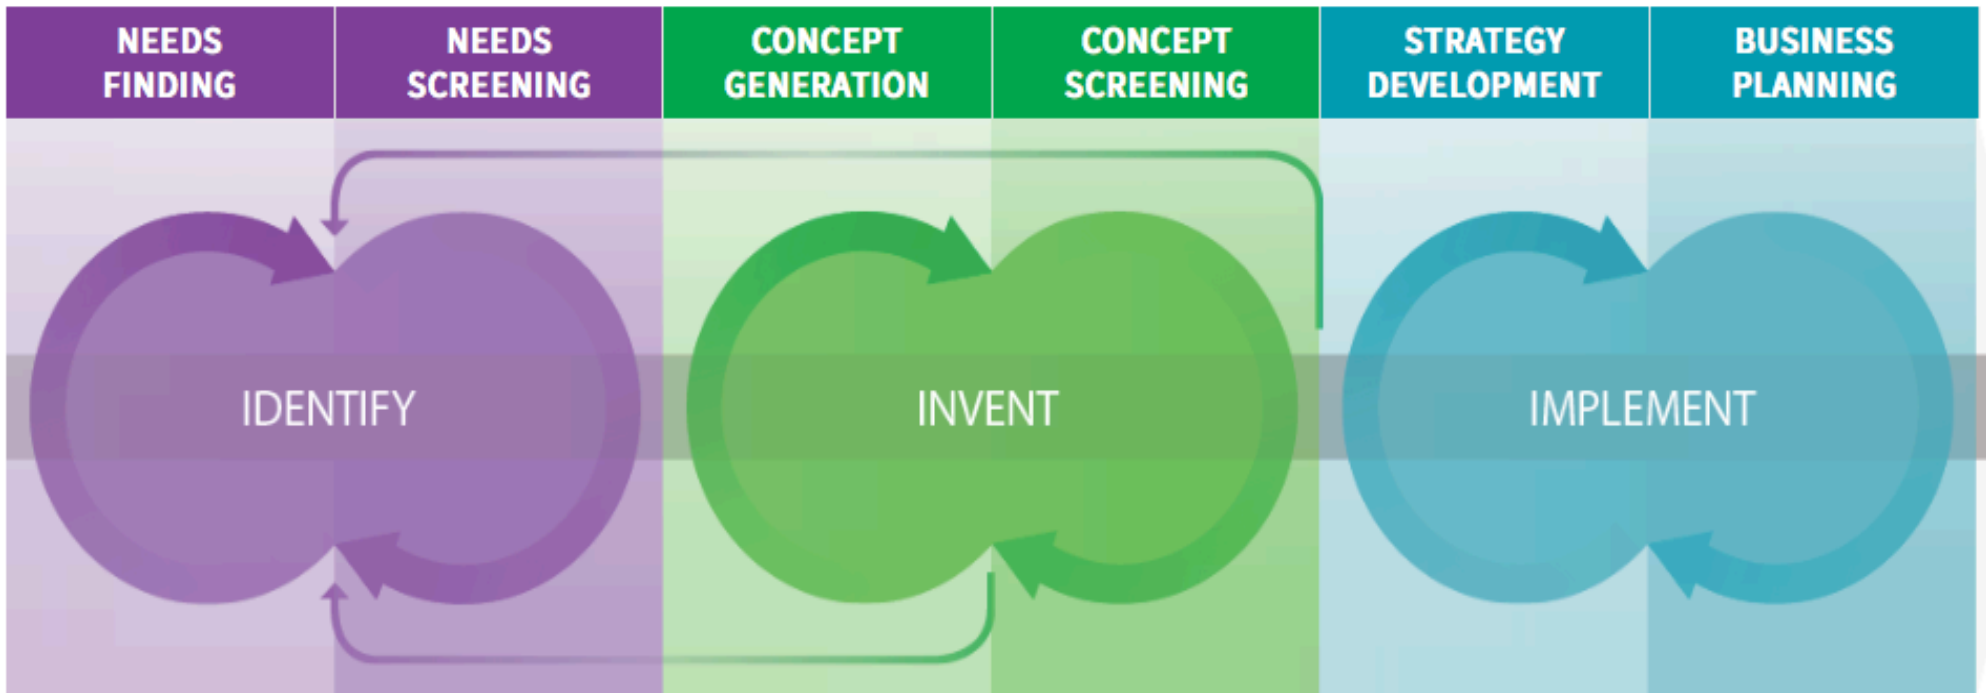 NEEDS
FINDING
NEEDS
SCREENING
CONCEPT
GENERATION
CONCEPT
SCREENING
STRATEGY
DEVELOPMENT
BUSINESS
PLANNING
IDENTIFY
INVENT
IMPLEMENT